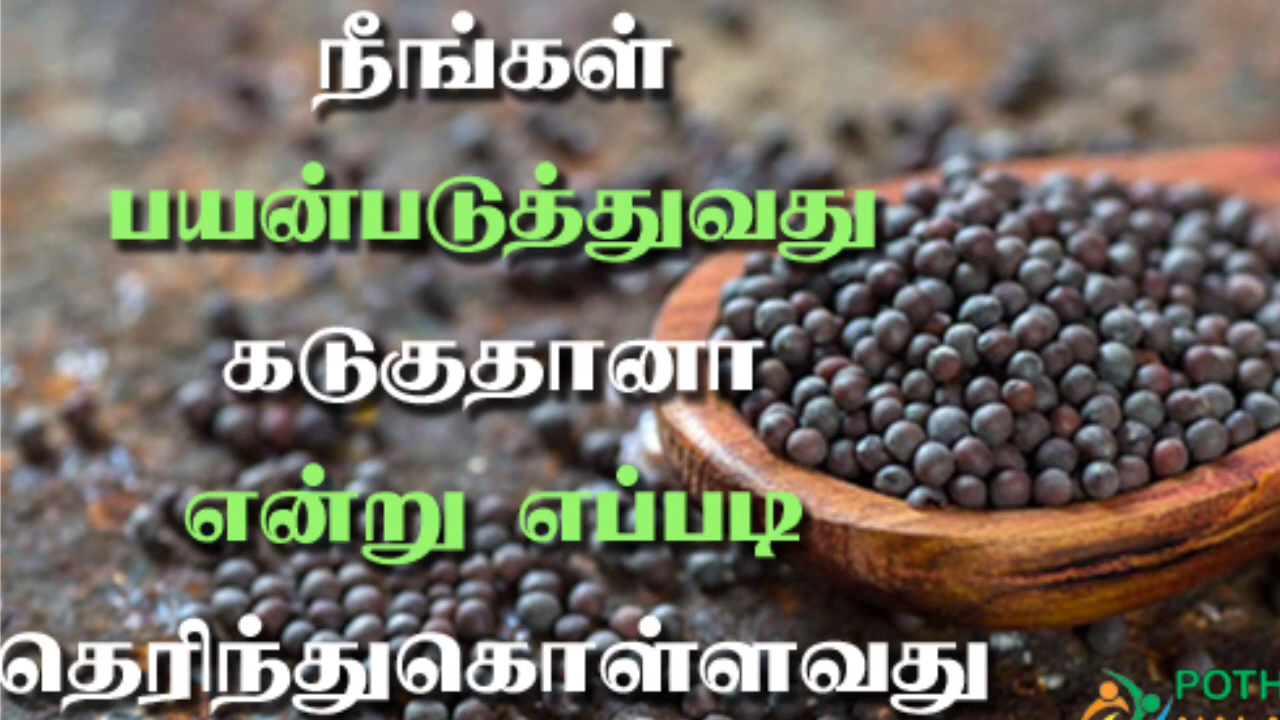 நீங்கள்
பயன்படுத்துவது
கடுகுதானா
என்று எப்படி
தெரிந்துகொள்ளவது
POTH